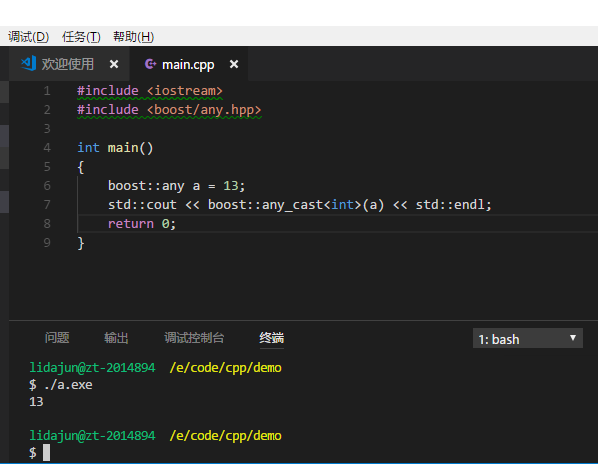 调试(D) 任务(T) 帮助(H)
欢迎使用 × C+ main.cpp ×
1 #include <iostream>
2 #include <boost/any.hpp>
3
4 int main()
5 {
6 boost::any a = 13;
7 std::cout << boost::any_cast<int>(a) << std::endl;
8 return 0;
9 }
问题 输出 调试控制台 终端 1: bash
lidajun@zt-2014894 /e/code/cpp/demo
$ ./a.exe
13
lidajun@zt-2014894 /e/code/cpp/demo
$